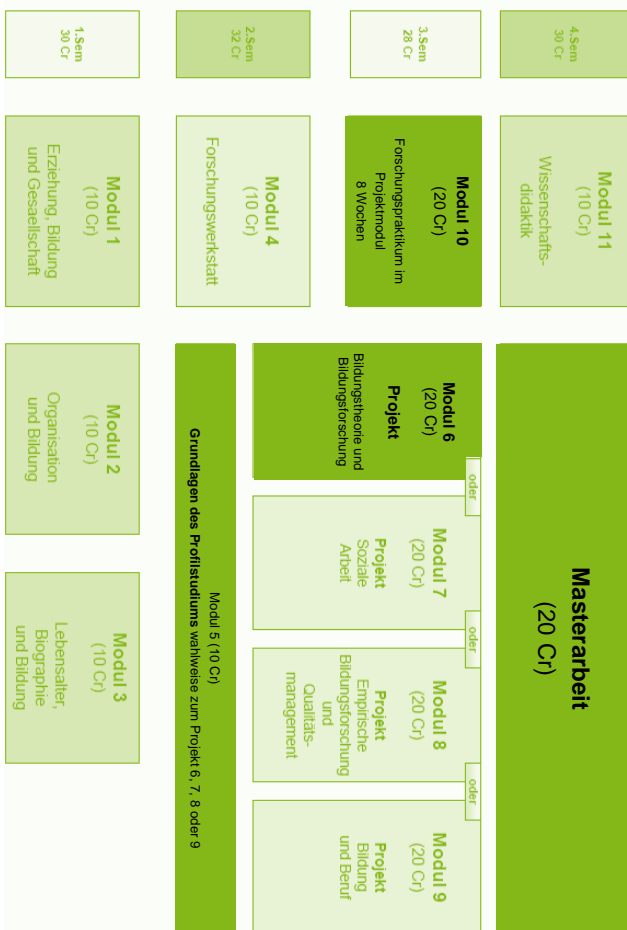 1.Sem
30 Cr
Modul 1
(10 Cr)
Erziehung, Bildung
und Gesaellschaft
Modul 2
(10 Cr)
Organisation
und Bildung
Modul 3
(10 Cr)
Lebensalter,
Biographie
und Bildung
2.Sem
32 Cr
Modul 4
(10 Cr)
Forschungswerkstatt
Modul 5 (10 Cr)
Grundlagen des Profilstudiums wahlweise zum Projekt 6, 7, 8 oder 9
3.Sem
28 Cr
Modul 10
(20 Cr)
Forschungspraktikum im
Projektmodul
8 Wochen
Modul 6
(20 Cr)
Projekt
Bildungstheorie und
Bildungsforschung
oder
Modul 7
(20 Cr)
Projekt
Soziale
Arbeit
oder
Modul 8
(20 Cr)
Projekt
Empirische
Bildungsforschung
und
Qualitäts-
management
oder
Modul 9
(20 Cr)
Projekt
Bildung
und Beruf
4.Sem
30 Cr
Modul 11
(10 Cr)
Wissenschafts-
didaktik
Masterarbeit
(20 Cr)